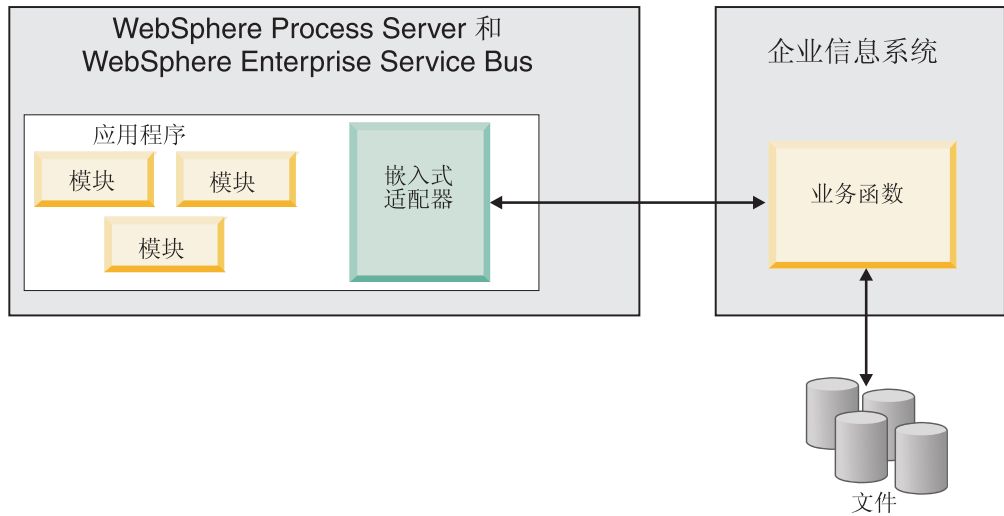 WebSphere Process Server 和
WebSphere Enterprise Service Bus
应用程序
模块
模块
模块
嵌入式
适配器
企业信息系统
业务函数
文件